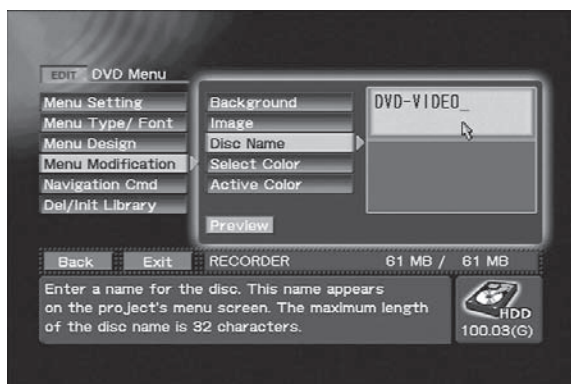 EDIT DVD Menu
Menu Setting
Menu Type/ Font
Menu Design
Menu Modification
Navigation Cmd
Del/Init Library
Background
Image
Disc Name
Select Color
Active Color
Preview
DVD-VIDEO_
Back Exit RECORDER 61 MB / 61 MB
Enter a name for the disc. This name appears
on the project's menu screen. The maximum length
of the disc name is 32 characters.
HDD
100.03(G)